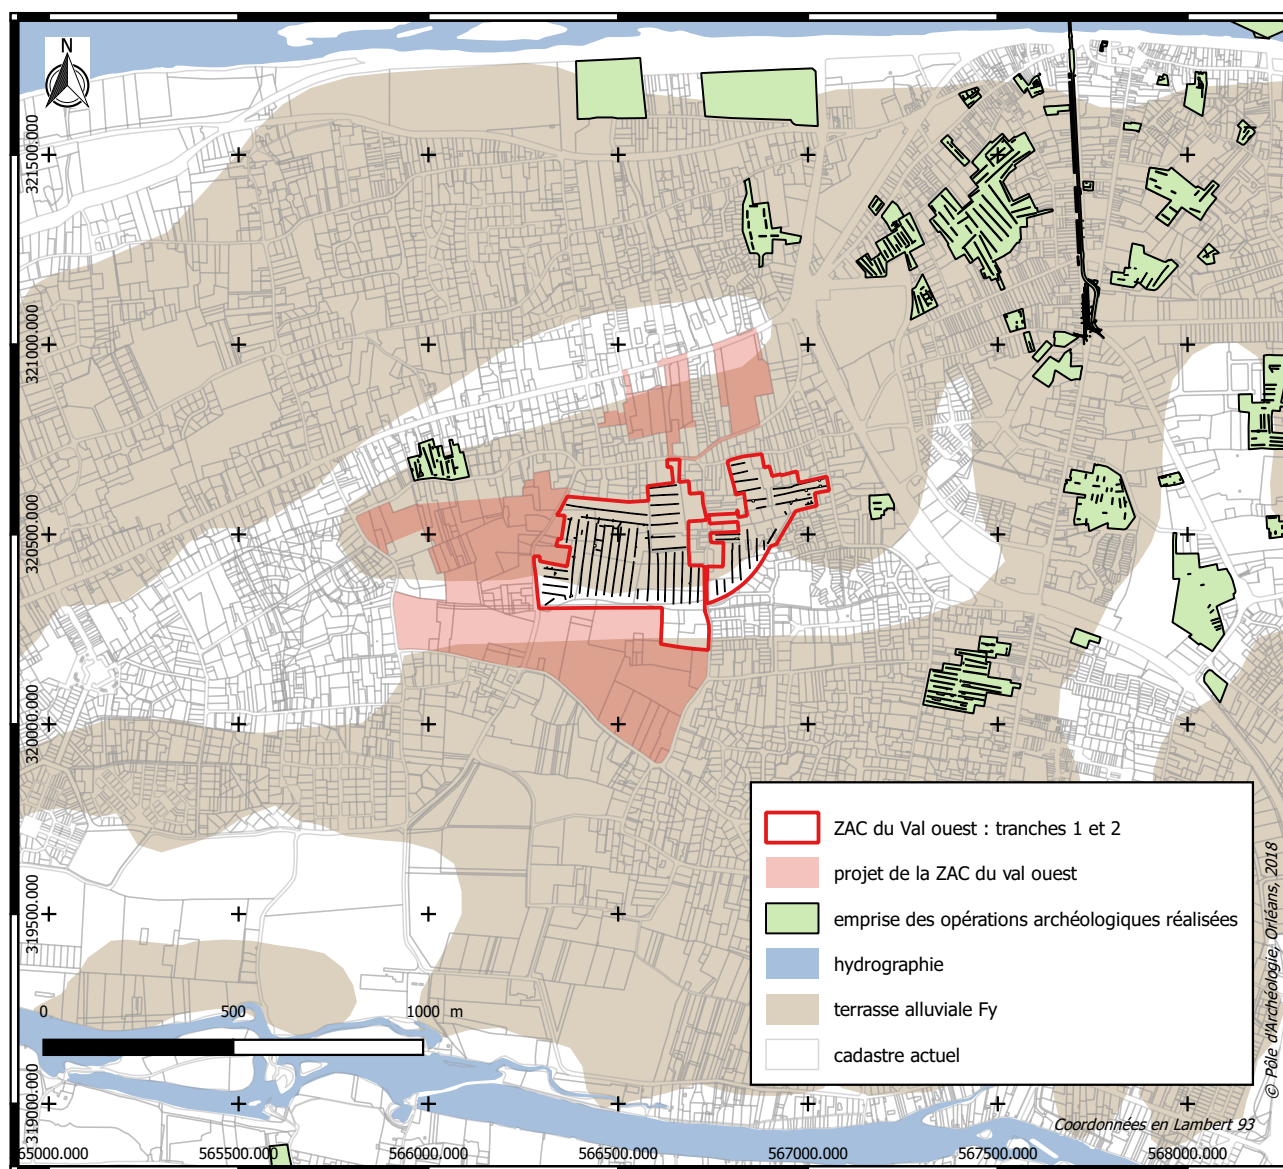 N
321500.000
321000.000
320500.000
320000.000
319500.000
319000.000
ZAC du Val ouest : tranches 1 et 2
projet de la ZAC du val ouest
emprise des opérations archéologiques réalisées
hydrographie
terrasse alluviale Fy
cadastre actuel
0 500 1000 m
© Pôle d'Archéologie, Orléans, 2018
Coordonnées en Lambert 93
565000.000 565500.000 566000.000 566500.000 567000.000 567500.000 568000.000